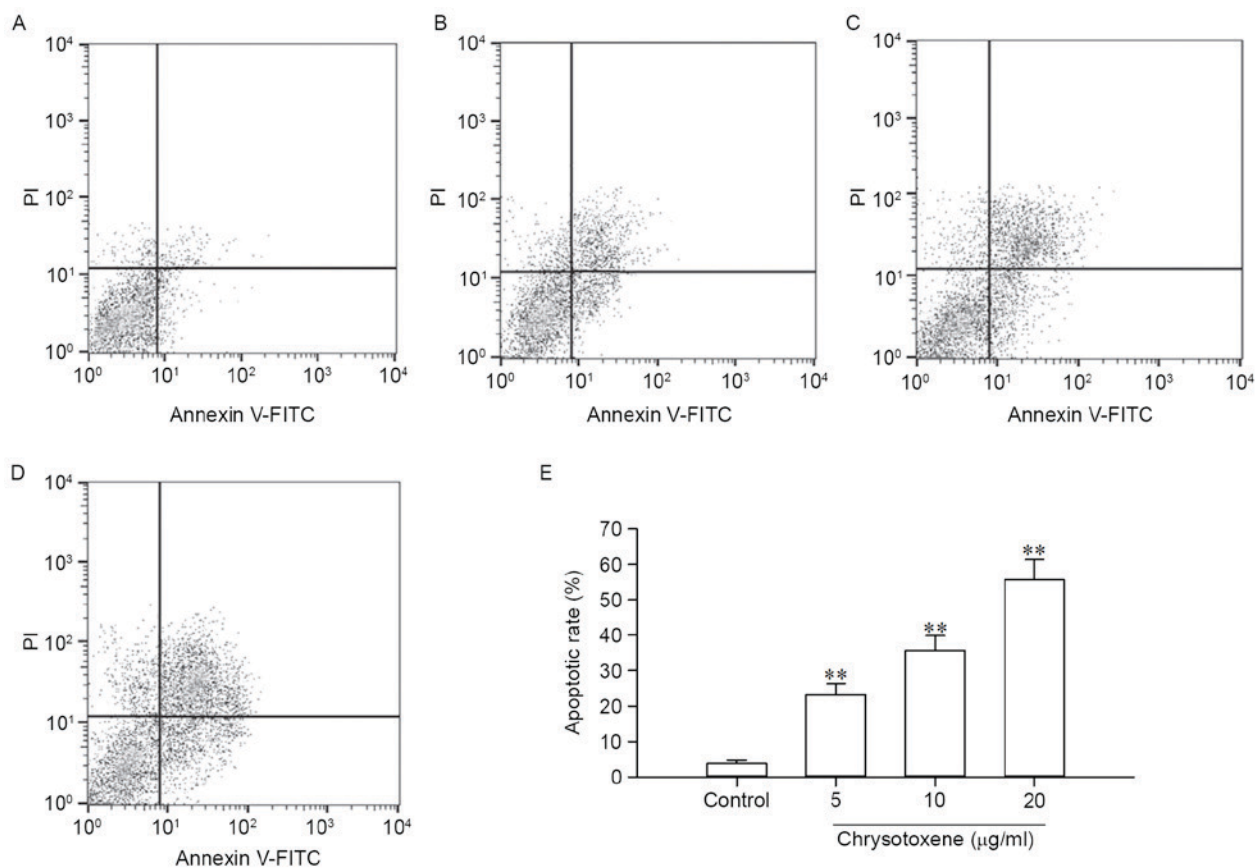 A
10⁴
10³
10²
10¹
10⁰
PI
10⁰ 10¹ 10² 10³ 10⁴
Annexin V-FITC
B
10⁴
10³
10²
10¹
10⁰
PI
10⁰ 10¹ 10² 10³ 10⁴
Annexin V-FITC
C
10⁴
10³
10²
10¹
10⁰
PI
10⁰ 10¹ 10² 10³ 10⁴
Annexin V-FITC
D
10⁴
10³
10²
10¹
10⁰
PI
10⁰ 10¹ 10² 10³ 10⁴
Annexin V-FITC
E
70
60
50
40
30
20
10
0
Apoptotic rate (%)
**
**
**
Control 5 10 20
Chrysotoxene (μg/ml)